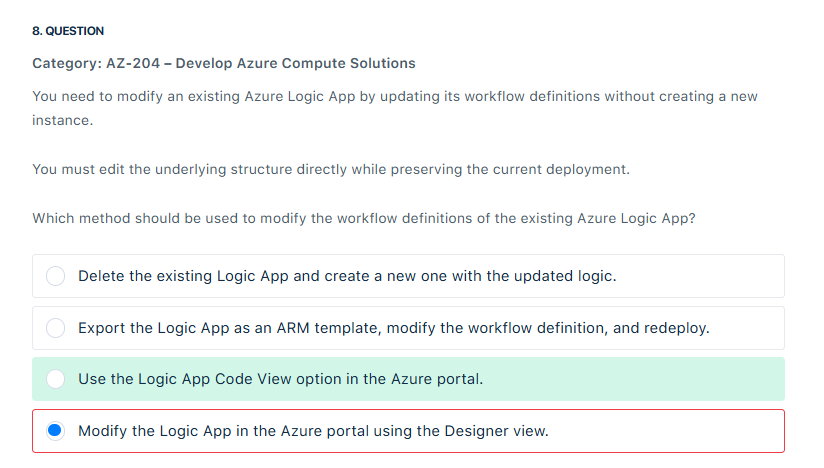 8. QUESTION
Category: AZ-204 – Develop Azure Compute Solutions
You need to modify an existing Azure Logic App by updating its workflow definitions without creating a new
instance.
You must edit the underlying structure directly while preserving the current deployment.
Which method should be used to modify the workflow definitions of the existing Azure Logic App?
Delete the existing Logic App and create a new one with the updated logic.
Export the Logic App as an ARM template, modify the workflow definition, and redeploy.
Use the Logic App Code View option in the Azure portal.
Modify the Logic App in the Azure portal using the Designer view.